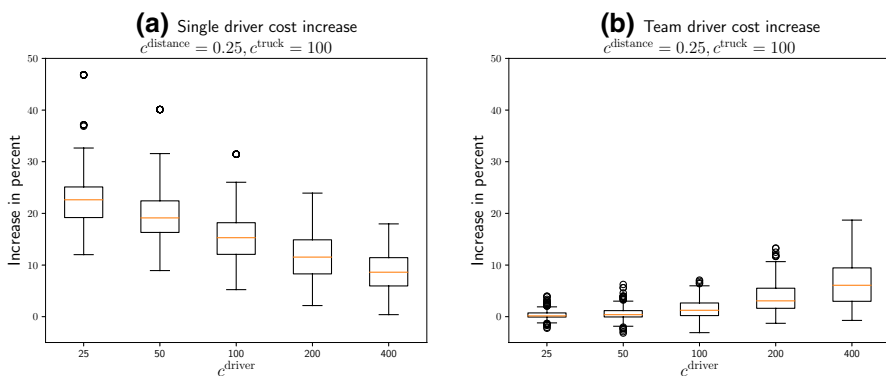 (a) Single driver cost increase
c^distance = 0.25, c^truck = 100
Increase in percent
50
40
30
20
10
0
25 50 100 200 400
c^driver
(b) Team driver cost increase
c^distance = 0.25, c^truck = 100
Increase in percent
50
40
30
20
10
0
25 50 100 200 400
c^driver